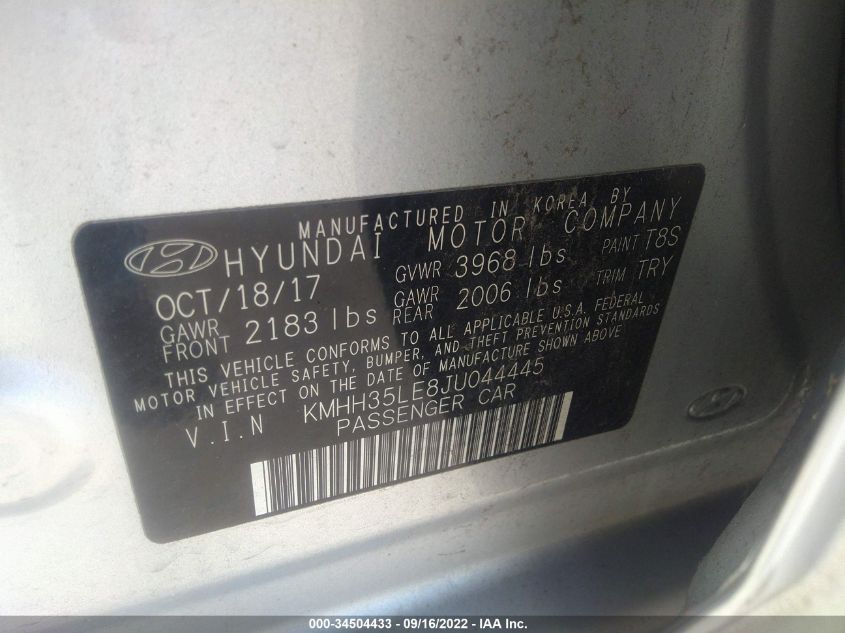 MANUFACTURED IN KOREA BY
HYUNDAI MOTOR COMPANY
OCT/18/17 GVWR 3968 lbs PAINT T8S
GAWR FRONT 2183 lbs GAWR REAR 2006 lbs TRIM TRY
THIS VEHICLE CONFORMS TO ALL APPLICABLE U.S.A. FEDERAL
MOTOR VEHICLE SAFETY, BUMPER, AND THEFT PREVENTION STANDARDS
IN EFFECT ON THE DATE OF MANUFACTURE SHOWN ABOVE
V.I.N KMHH35LE8JU044445
PASSENGER CAR
000-34504433 - 09/16/2022 - IAA Inc.